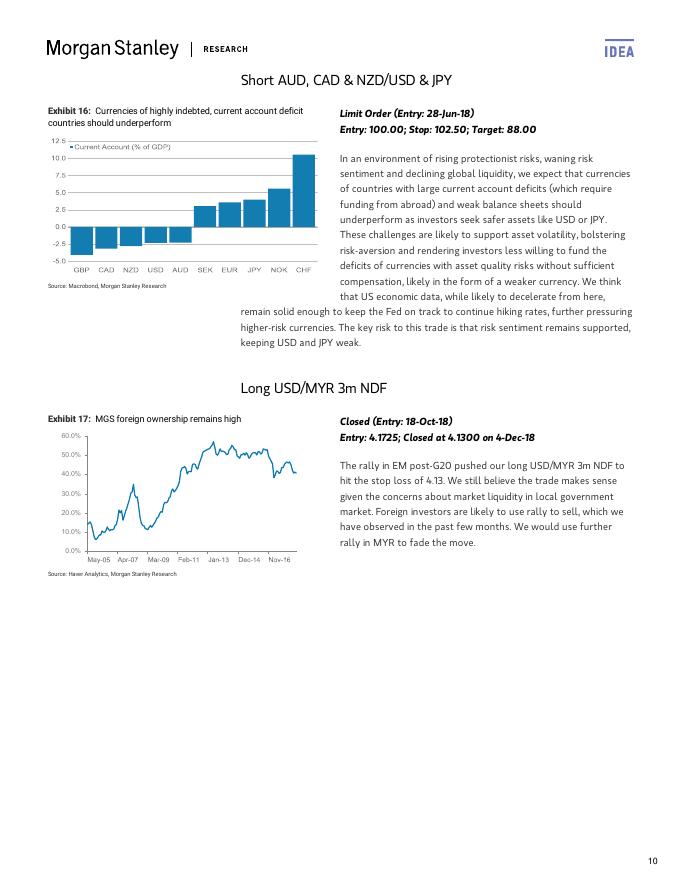 Morgan Stanley | RESEARCH
IDEA
Short AUD, CAD & NZD/USD & JPY
Exhibit 16: Currencies of highly indebted, current account deficit
countries should underperform
12.5
10.0
7.5
5.0
2.5
0.0
-2.5
-5.0
Current Account (% of GDP)
GBP CAD NZD USD AUD SEK EUR JPY NOK CHF
Source: Macrobond, Morgan Stanley Research
Limit Order (Entry: 28-Jun-18)
Entry: 100.00; Stop: 102.50; Target: 88.00
In an environment of rising protectionist risks, waning risk
sentiment and declining global liquidity, we expect that currencies
of countries with large current account deficits (which require
funding from abroad) and weak balance sheets should
underperform as investors seek safer assets like USD or JPY.
These challenges are likely to support asset volatility, bolstering
risk-aversion and rendering investors less willing to fund the
deficits of currencies with asset quality risks without sufficient
compensation, likely in the form of a weaker currency. We think
that US economic data, while likely to decelerate from here,
remain solid enough to keep the Fed on track to continue hiking rates, further pressuring
higher-risk currencies. The key risk to this trade is that risk sentiment remains supported,
keeping USD and JPY weak.
Long USD/MYR 3m NDF
Exhibit 17: MGS foreign ownership remains high
60.0%
50.0%
40.0%
30.0%
20.0%
10.0%
0.0%
May-05 Apr-07 Mar-09 Feb-11 Jan-13 Dec-14 Nov-16
Source: Haver Analytics, Morgan Stanley Research
Closed (Entry: 18-Oct-18)
Entry: 4.1725; Closed at 4.1300 on 4-Dec-18
The rally in EM post-G20 pushed our long USD/MYR 3m NDF to
hit the stop loss of 4.13. We still believe the trade makes sense
given the concerns about market liquidity in local government
market. Foreign investors are likely to use rally to sell, which we
have observed in the past few months. We would use further
rally in MYR to fade the move.
10